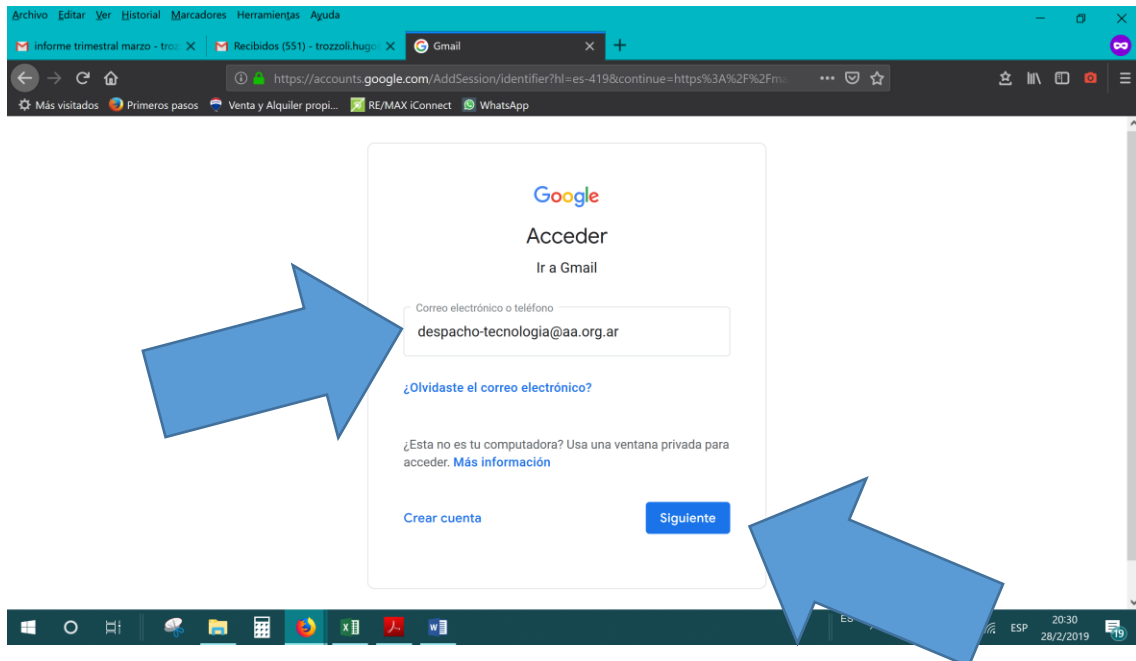 Archivo Editar Ver Historial Marcadores Herramientas Ayuda
informe trimestral marzo - troz
Recibidos (551) - trozzoli.hugo
Gmail
https://accounts.google.com/AddSession/identifier?hl=es-419&continue=https%3A%2F%2Fma
Más visitados Primeros pasos Venta y Alquiler propi... RE/MAX iConnect WhatsApp
Google
Acceder
Ir a Gmail
Correo electrónico o teléfono
despacho-tecnologia@aa.org.ar
¿Olvidaste el correo electrónico?
¿Esta no es tu computadora? Usa una ventana privada para
acceder. Más información
Crear cuenta
Siguiente
ES
ESP
20:30
28/2/2019
19